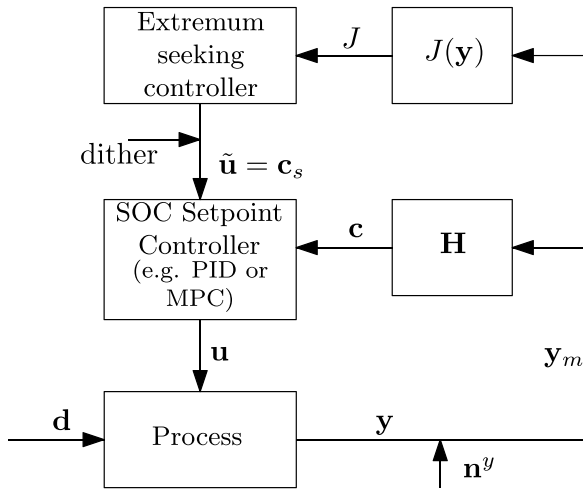 Extremum
seeking
controller
J
J(y)
dither
ũ = c_s
SOC Setpoint
Controller
(e.g. PID or
MPC)
c
H
u
y_m
d
Process
y
n^y